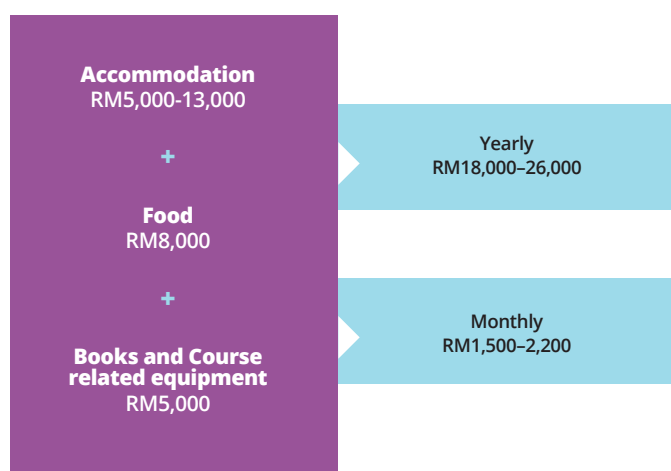 Accommodation
RM5,000-13,000
+
Food
RM8,000
+
Books and Course
related equipment
RM5,000
Yearly
RM18,000–26,000
Monthly
RM1,500–2,200